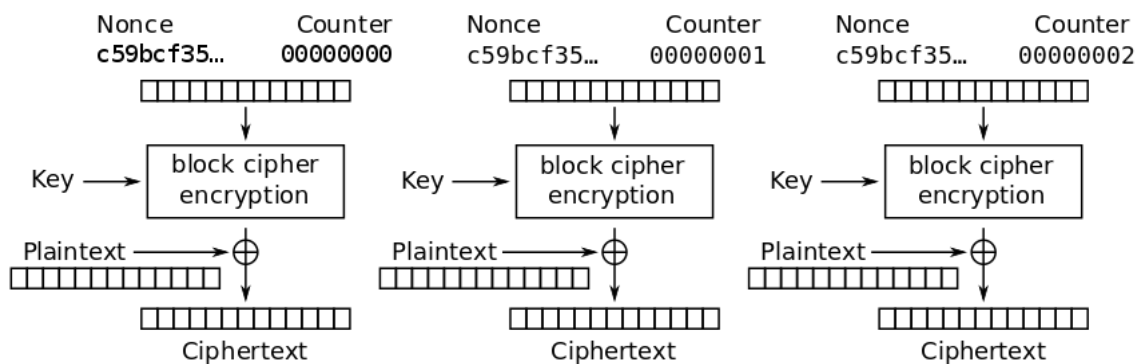 Nonce Counter Nonce Counter Nonce Counter
c59bcf35… 00000000 c59bcf35… 00000001 c59bcf35… 00000002
block cipher block cipher block cipher
Key Key Key
encryption encryption encryption
Plaintext Plaintext Plaintext
Ciphertext Ciphertext Ciphertext